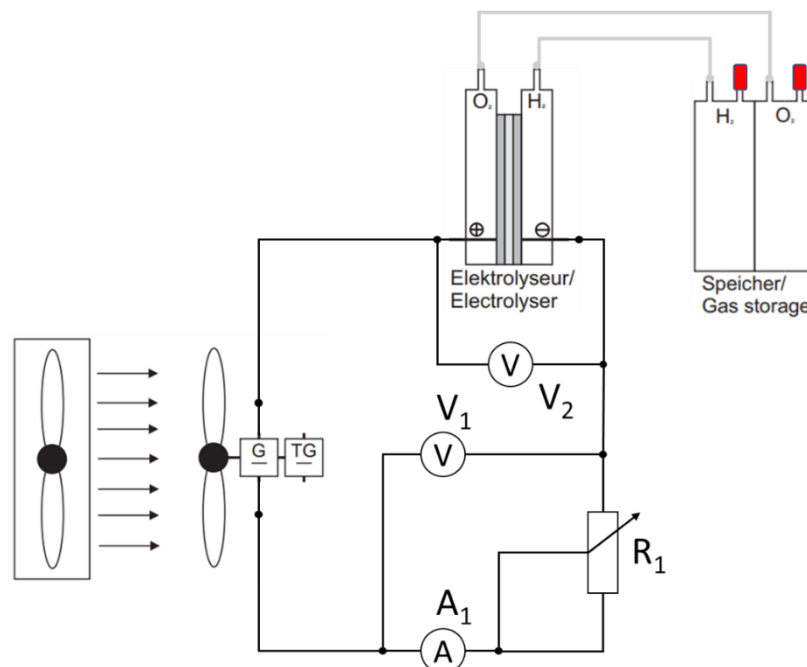 O₂ H₂
H₂ O₂
⊕ ⊖
Elektrolyseur/
Electrolyser
Speicher/
Gas storage
V
V₂
V₁
V
G TG
R₁
A₁
A